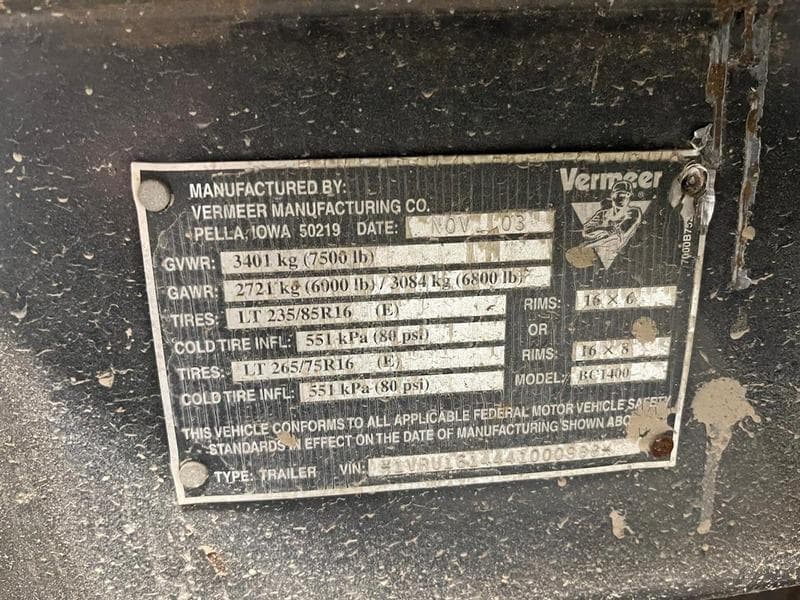 MANUFACTURED BY:
VERMEER MANUFACTURING CO.
PELLA, IOWA 50219 DATE: NOV 03
Vermeer
GVWR: 3401 kg (7500 lb)
GAWR: 2721 kg (6000 lb) / 3084 kg (6800 lb)
TIRES: LT 235/85R16 (E) RIMS: 16 X 6
COLD TIRE INFL: 551 kPa (80 psi) OR
TIRES: LT 265/75R16 (E) RIMS: 16 X 8
COLD TIRE INFL: 551 kPa (80 psi) MODEL: BC1400
THIS VEHICLE CONFORMS TO ALL APPLICABLE FEDERAL MOTOR VEHICLE SAFETY
STANDARDS IN EFFECT ON THE DATE OF MANUFACTURING SHOWN
TYPE: TRAILER VIN: